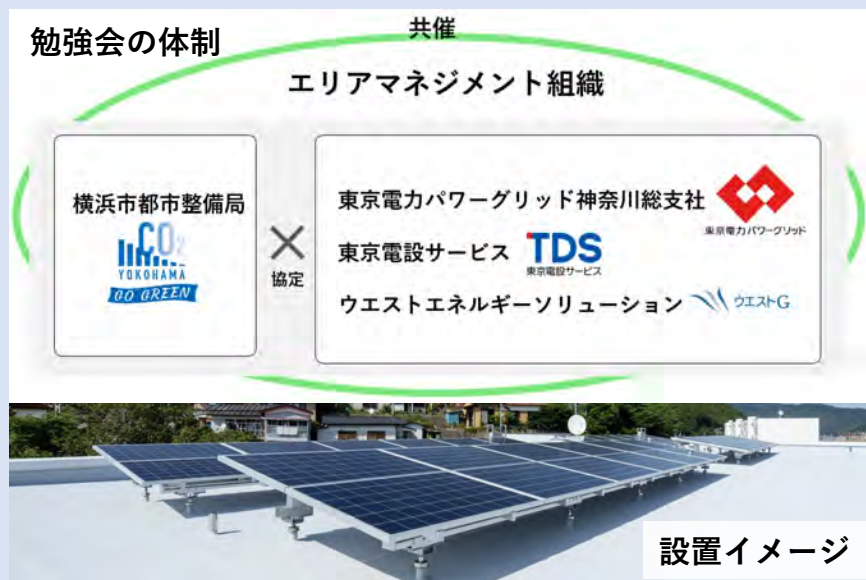 勉強会の体制
共催
エリアマネジメント組織
横浜市都市整備局
CO2
YOKOHAMA
GO GREEN
×
協定
東京電力パワーグリッド神奈川総支社
東京電力パワーグリッド
東京電設サービス
TDS
東京電設サービス
ウエストエネルギーソリューション
ウエストG
設置イメージ